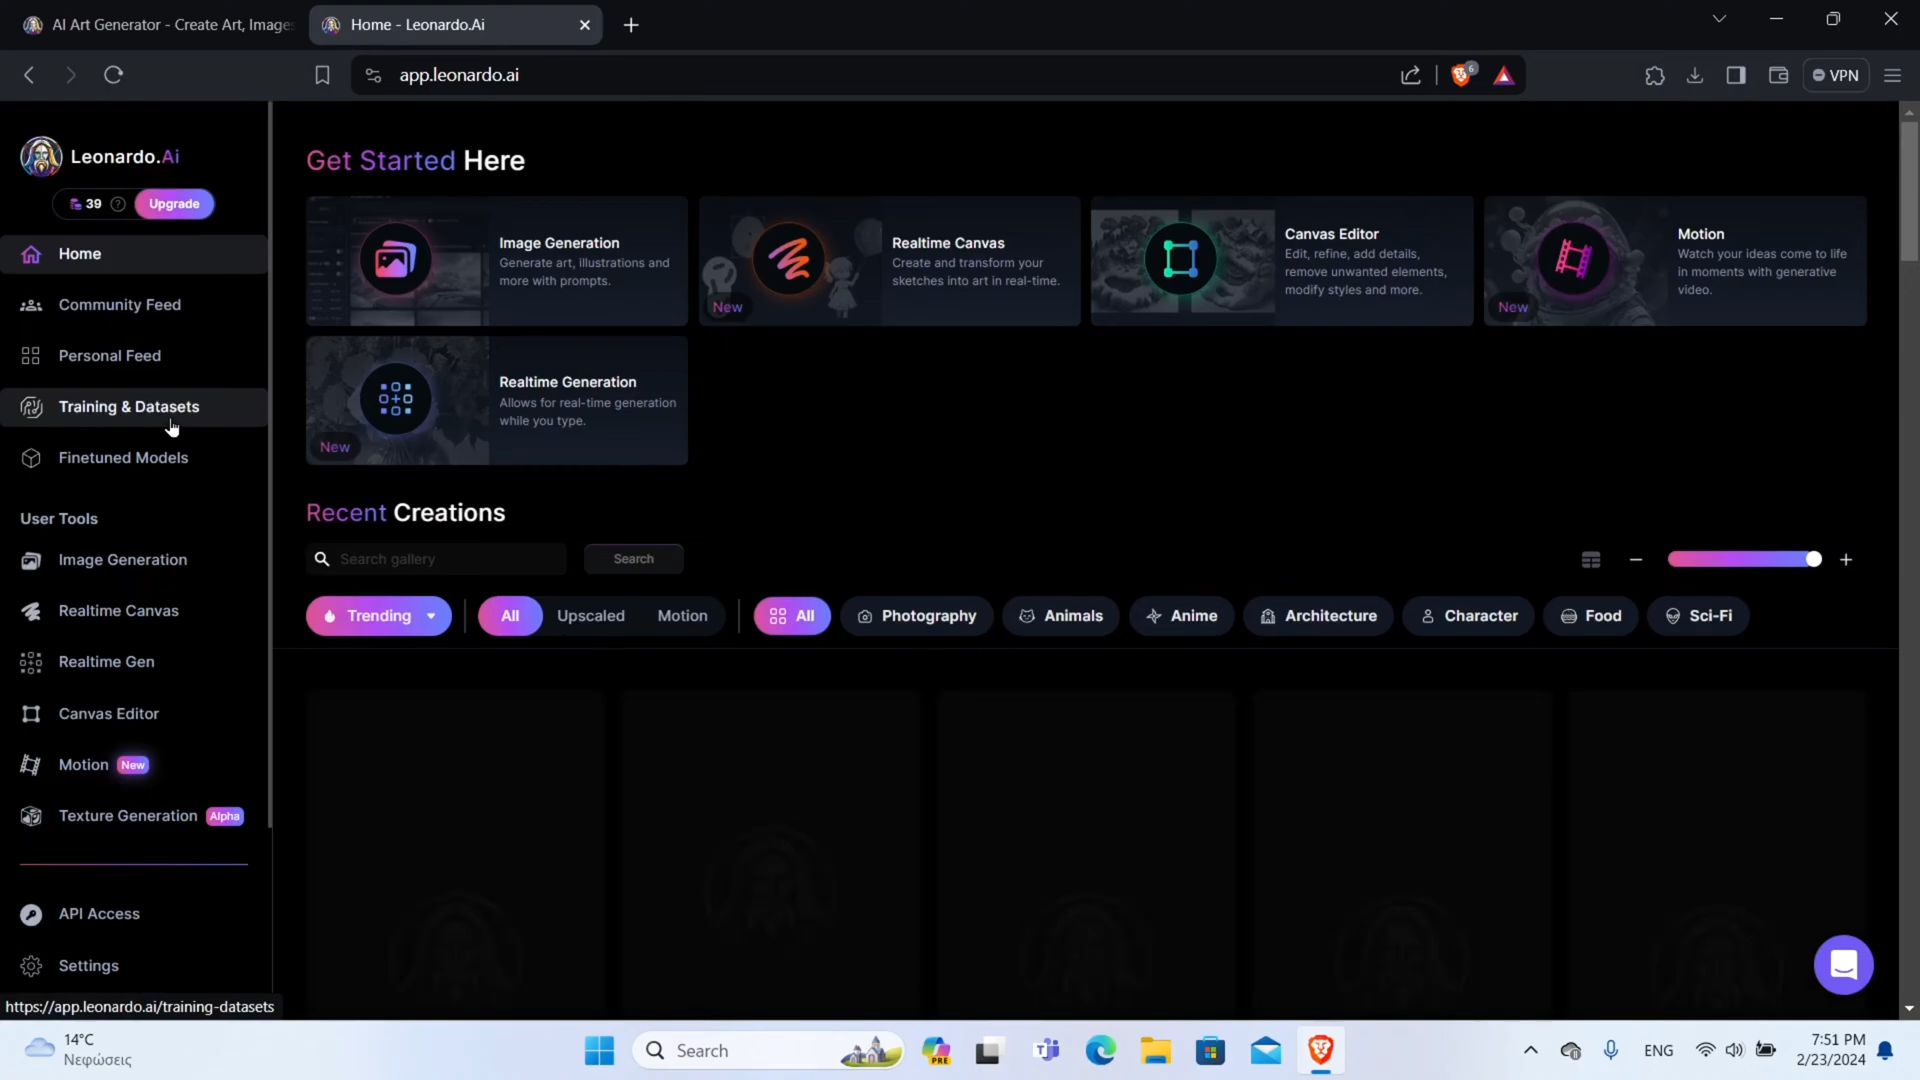 AI Art Generator - Create Art, Images
Home - Leonardo.Ai
app.leonardo.ai
6
VPN
Leonardo.Ai
39
Upgrade
Home
Community Feed
Personal Feed
Training & Datasets
Finetuned Models
User Tools
Image Generation
Realtime Canvas
Realtime Gen
Canvas Editor
Motion New
Texture Generation Alpha
API Access
Settings
https://app.leonardo.ai/training-datasets
Get Started Here
Image Generation
Generate art, illustrations and
more with prompts.
New
Realtime Canvas
Create and transform your
sketches into art in real-time.
Canvas Editor
Edit, refine, add details,
remove unwanted elements,
modify styles and more.
New
Motion
Watch your ideas come to life
in moments with generative
video.
New
Realtime Generation
Allows for real-time generation
while you type.
Recent Creations
Search gallery
Search
Trending
All
Upscaled
Motion
All
Photography
Animals
Anime
Architecture
Character
Food
Sci-Fi
14°C
Νεφώσεις
Search
PRE
ENG
7:51 PM
2/23/2024